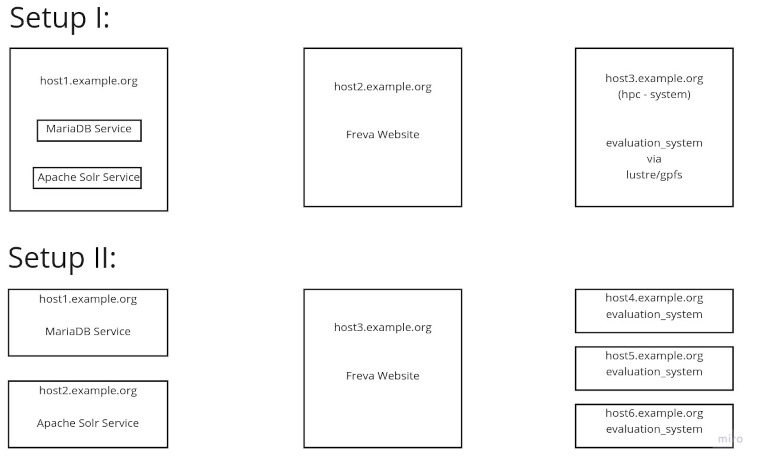 Setup I:
host1.example.org
MariaDB Service
Apache Solr Service
host2.example.org
Freva Website
host3.example.org
(hpc - system)
evaluation_system
via
lustre/gpfs
Setup II:
host1.example.org
MariaDB Service
host2.example.org
Apache Solr Service
host3.example.org
Freva Website
host4.example.org
evaluation_system
host5.example.org
evaluation_system
host6.example.org
evaluation_system
miro